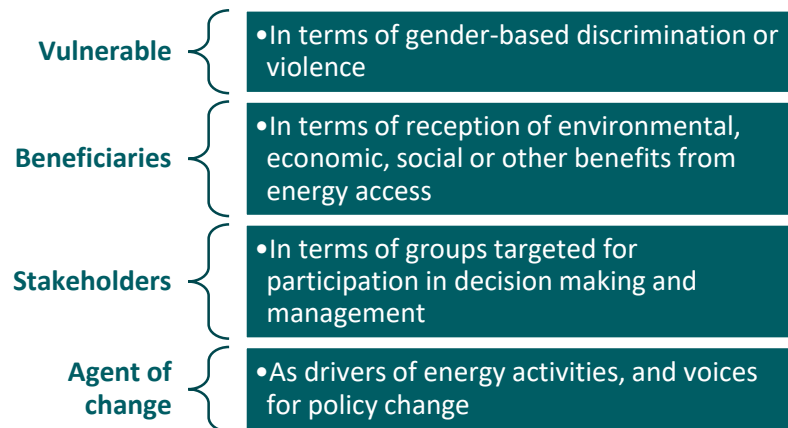 Vulnerable
•In terms of gender-based discrimination or
violence
Beneficiaries
•In terms of reception of environmental,
economic, social or other benefits from
energy access
Stakeholders
•In terms of groups targeted for
participation in decision making and
management
Agent of
change
•As drivers of energy activities, and voices
for policy change